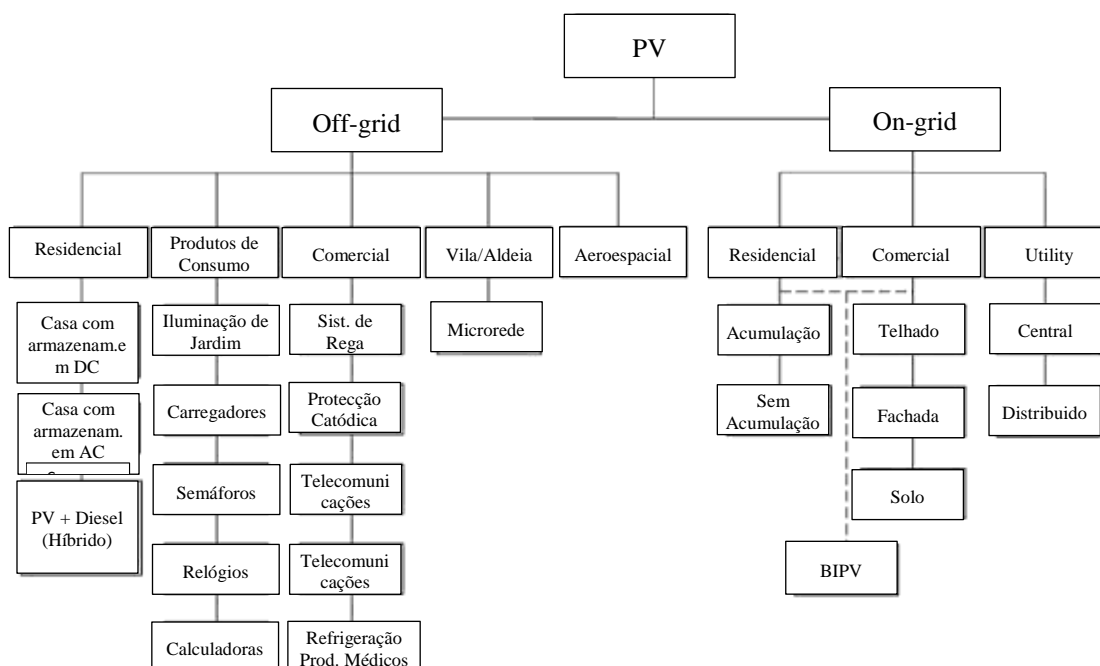 PV
Off-grid
On-grid
Residencial
Produtos de
Consumo
Comercial
Vila/Aldeia
Aeroespacial
Residencial
Comercial
Utility
Casa com
armazenam.e
m DC
Iluminação de
Jardim
Sist. de
Rega
Microrede
Acumulação
Telhado
Central
Casa com
armazenam.
em AC
Carregadores
Protecção
Catódica
Sem
Acumulação
Fachada
Distribuido
PV + Diesel
(Híbrido)
Semáforos
Telecomuni
cações
Solo
Relógios
Telecomuni
cações
BIPV
Calculadoras
Refrigeração
Prod. Médicos